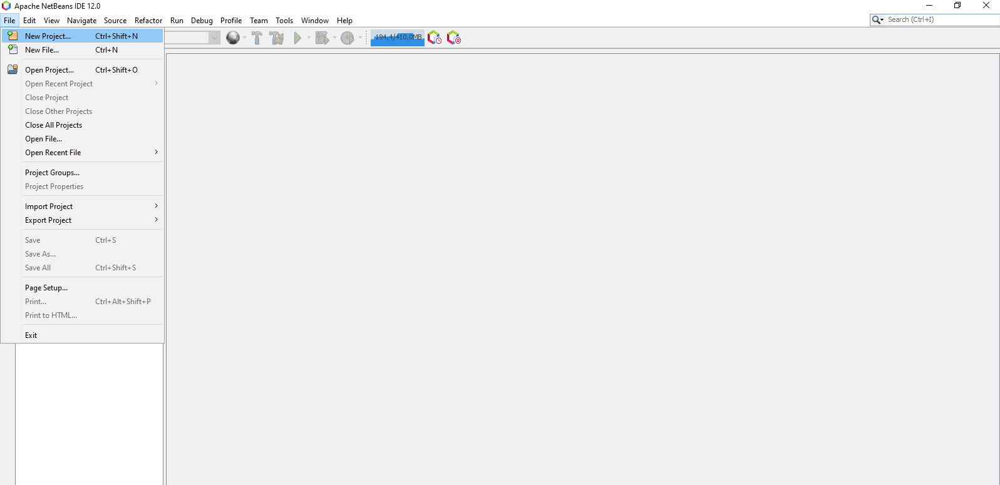 Apache NetBeans IDE 12.0
File Edit View Navigate Source Refactor Run Debug Profile Team Tools Window Help
Search (Ctrl+I)
New Project... Ctrl+Shift+N
194,4/410,0MB
New File... Ctrl+N
Open Project... Ctrl+Shift+O
Open Recent Project
Close Project
Close Other Projects
Close All Projects
Open File...
Open Recent File
Project Groups...
Project Properties
Import Project
Export Project
Save Ctrl+S
Save As...
Save All Ctrl+Shift+S
Page Setup...
Print... Ctrl+Alt+Shift+P
Print to HTML...
Exit